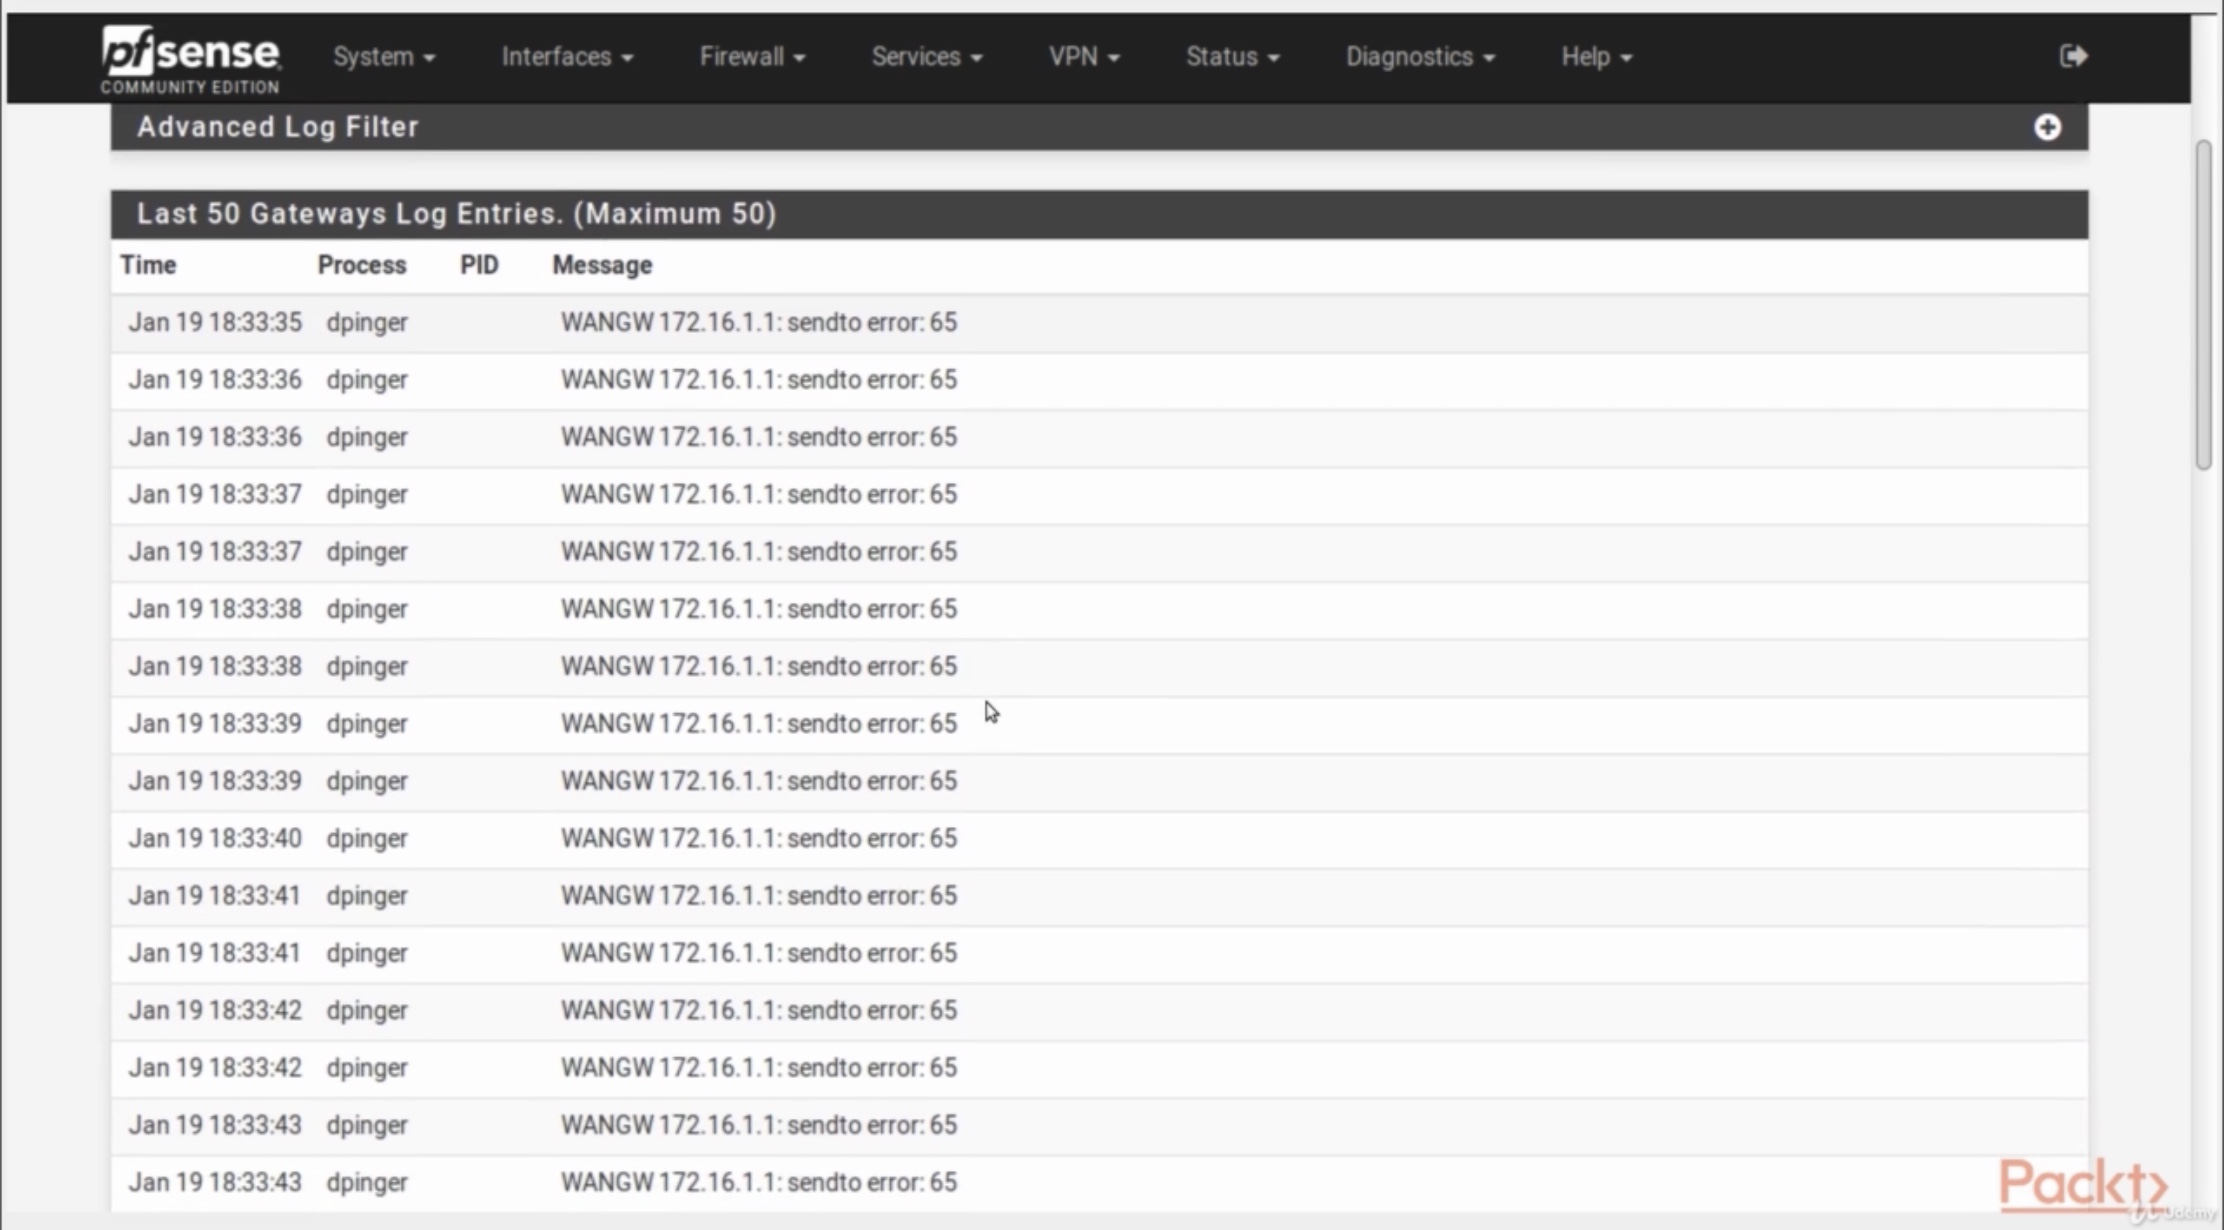 pfsense System Interfaces Firewall Services VPN Status Diagnostics Help
COMMUNITY EDITION
Advanced Log Filter
Last 50 Gateways Log Entries. (Maximum 50)
Time Process PID Message
Jan 19 18:33:35 dpinger WANGW 172.16.1.1: sendto error: 65
Jan 19 18:33:36 dpinger WANGW 172.16.1.1: sendto error: 65
Jan 19 18:33:36 dpinger WANGW 172.16.1.1: sendto error: 65
Jan 19 18:33:37 dpinger WANGW 172.16.1.1: sendto error: 65
Jan 19 18:33:37 dpinger WANGW 172.16.1.1: sendto error: 65
Jan 19 18:33:38 dpinger WANGW 172.16.1.1: sendto error: 65
Jan 19 18:33:38 dpinger WANGW 172.16.1.1: sendto error: 65
Jan 19 18:33:39 dpinger WANGW 172.16.1.1: sendto error: 65
Jan 19 18:33:39 dpinger WANGW 172.16.1.1: sendto error: 65
Jan 19 18:33:40 dpinger WANGW 172.16.1.1: sendto error: 65
Jan 19 18:33:41 dpinger WANGW 172.16.1.1: sendto error: 65
Jan 19 18:33:41 dpinger WANGW 172.16.1.1: sendto error: 65
Jan 19 18:33:42 dpinger WANGW 172.16.1.1: sendto error: 65
Jan 19 18:33:42 dpinger WANGW 172.16.1.1: sendto error: 65
Jan 19 18:33:43 dpinger WANGW 172.16.1.1: sendto error: 65
Jan 19 18:33:43 dpinger WANGW 172.16.1.1: sendto error: 65
Packt>
Udemy